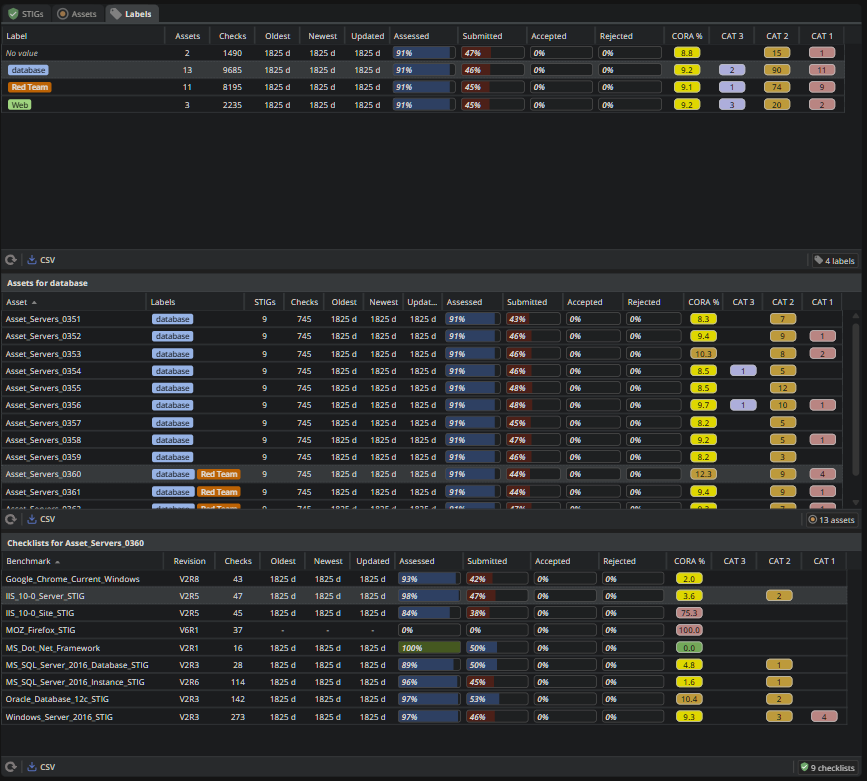 STIGs Assets Labels
Label Assets Checks Oldest Newest Updated Assessed Submitted Accepted Rejected CORA % CAT 3 CAT 2 CAT 1
No value 2 1490 1825 d 1825 d 1825 d 91% 47% 0% 0% 8.8 15 1
database 13 9685 1825 d 1825 d 1825 d 91% 46% 0% 0% 9.2 2 90 11
Red Team 11 8195 1825 d 1825 d 1825 d 91% 45% 0% 0% 9.1 1 74 9
Web 3 2235 1825 d 1825 d 1825 d 91% 45% 0% 0% 9.2 3 20 2
CSV 4 labels
Assets for database
Asset Labels STIGs Checks Oldest Newest Updat... Assessed Submitted Accepted Rejected CORA % CAT 3 CAT 2 CAT 1
Asset_Servers_0351 database 9 745 1825 d 1825 d 1825 d 91% 43% 0% 0% 8.3 7
Asset_Servers_0352 database 9 745 1825 d 1825 d 1825 d 91% 46% 0% 0% 9.4 9 1
Asset_Servers_0353 database 9 745 1825 d 1825 d 1825 d 91% 46% 0% 0% 10.3 8 2
Asset_Servers_0354 database 9 745 1825 d 1825 d 1825 d 91% 46% 0% 0% 8.5 1 5
Asset_Servers_0355 database 9 745 1825 d 1825 d 1825 d 91% 48% 0% 0% 8.5 12
Asset_Servers_0356 database 9 745 1825 d 1825 d 1825 d 91% 48% 0% 0% 9.7 1 10 1
Asset_Servers_0357 database 9 745 1825 d 1825 d 1825 d 91% 45% 0% 0% 8.2 5
Asset_Servers_0358 database 9 745 1825 d 1825 d 1825 d 91% 47% 0% 0% 9.2 5 1
Asset_Servers_0359 database 9 745 1825 d 1825 d 1825 d 91% 46% 0% 0% 8.2 3
Asset_Servers_0360 database Red Team 9 745 1825 d 1825 d 1825 d 91% 44% 0% 0% 12.3 9 4
Asset_Servers_0361 database Red Team 9 745 1825 d 1825 d 1825 d 91% 44% 0% 0% 9.4 9 1
CSV 13 assets
Checklists for Asset_Servers_0360
Benchmark Revision Checks Oldest Newest Updated Assessed Submitted Accepted Rejected CORA % CAT 3 CAT 2 CAT 1
Google_Chrome_Current_Windows V2R8 43 1825 d 1825 d 1825 d 93% 42% 0% 0% 2.0
IIS_10-0_Server_STIG V2R5 47 1825 d 1825 d 1825 d 98% 47% 0% 0% 3.6 2
IIS_10-0_Site_STIG V2R5 45 1825 d 1825 d 1825 d 84% 38% 0% 0% 75.3
MOZ_Firefox_STIG V6R1 37 - - - 0% 0% 0% 0% 100.0
MS_Dot_Net_Framework V2R1 16 1825 d 1825 d 1825 d 100% 50% 0% 0% 0.0
MS_SQL_Server_2016_Database_STIG V2R3 28 1825 d 1825 d 1825 d 89% 50% 0% 0% 4.8 1
MS_SQL_Server_2016_Instance_STIG V2R6 114 1825 d 1825 d 1825 d 96% 45% 0% 0% 1.6 1
Oracle_Database_12c_STIG V2R3 142 1825 d 1825 d 1825 d 97% 53% 0% 0% 10.4 2
Windows_Server_2016_STIG V2R3 273 1825 d 1825 d 1825 d 97% 46% 0% 0% 9.3 3 4
CSV 9 checklists